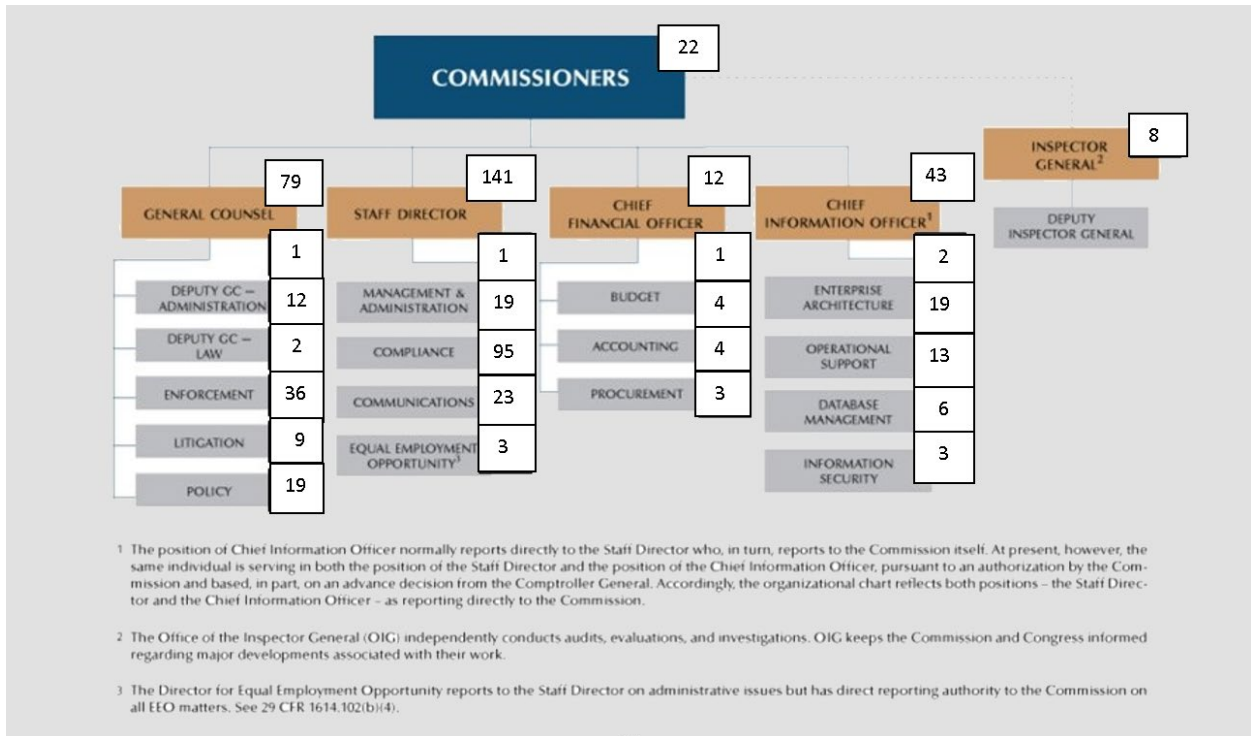 22
COMMISSIONERS
8
INSPECTOR
GENERAL²
DEPUTY
INSPECTOR GENERAL
79
GENERAL COUNSEL
1
DEPUTY GC –
ADMINISTRATION
12
DEPUTY GC –
LAW
2
ENFORCEMENT
36
LITIGATION
9
POLICY
19
141
STAFF DIRECTOR
1
MANAGEMENT &
ADMINISTRATION
19
COMPLIANCE
95
COMMUNICATIONS
23
EQUAL EMPLOYMENT
OPPORTUNITY³
3
12
CHIEF
FINANCIAL OFFICER
1
BUDGET
4
ACCOUNTING
4
PROCUREMENT
3
43
CHIEF
INFORMATION OFFICER¹
2
ENTERPRISE
ARCHITECTURE
19
OPERATIONAL
SUPPORT
13
DATABASE
MANAGEMENT
6
INFORMATION
SECURITY
3
1 The position of Chief Information Officer normally reports directly to the Staff Director who, in turn, reports to the Commission itself. At present, however, the
same individual is serving in both the position of the Staff Director and the position of the Chief Information Officer, pursuant to an authorization by the Com-
mission and based, in part, on an advance decision from the Comptroller General. Accordingly, the organizational chart reflects both positions – the Staff Direc-
tor and the Chief Information Officer – as reporting directly to the Commission.
2 The Office of the Inspector General (OIG) independently conducts audits, evaluations, and investigations. OIG keeps the Commission and Congress informed
regarding major developments associated with their work.
3 The Director for Equal Employment Opportunity reports to the Staff Director on administrative issues but has direct reporting authority to the Commission on
all EEO matters. See 29 CFR 1614.102(b)(4).